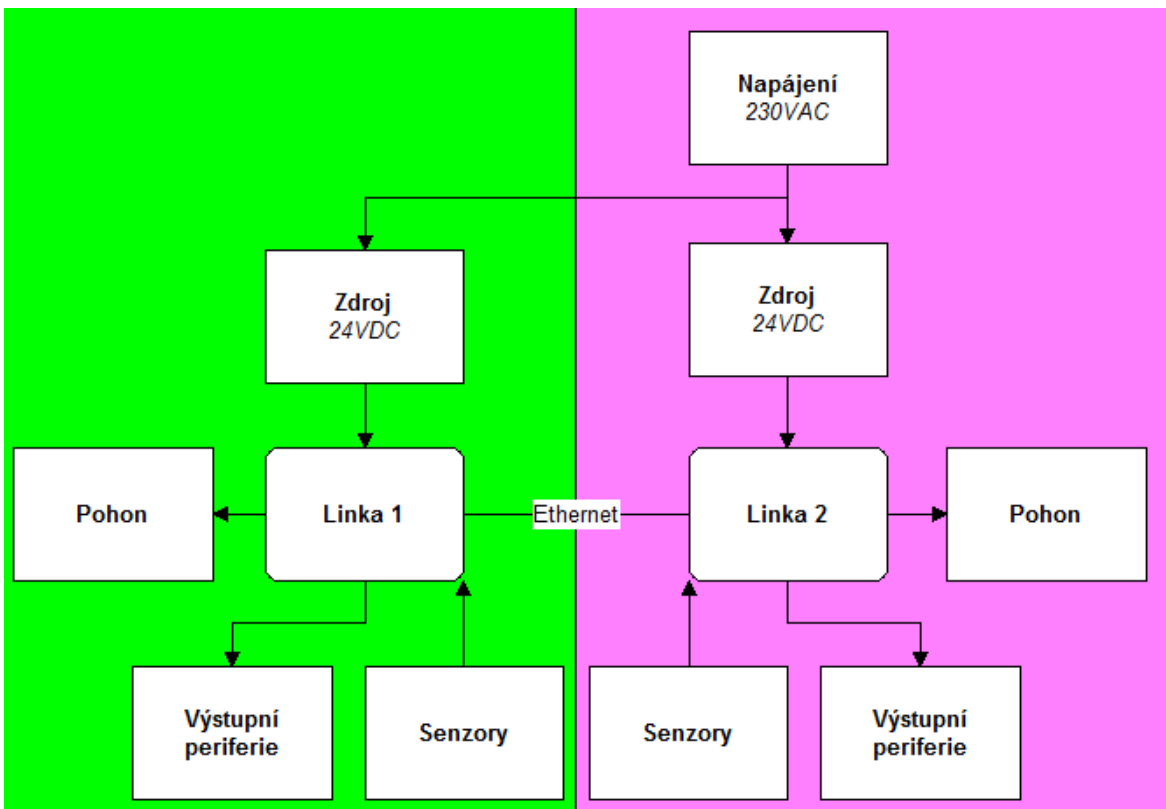 Napájení
230VAC
Zdroj
24VDC
Zdroj
24VDC
Pohon
Linka 1
Ethernet
Linka 2
Pohon
Výstupní
periferie
Senzory
Senzory
Výstupní
periferie